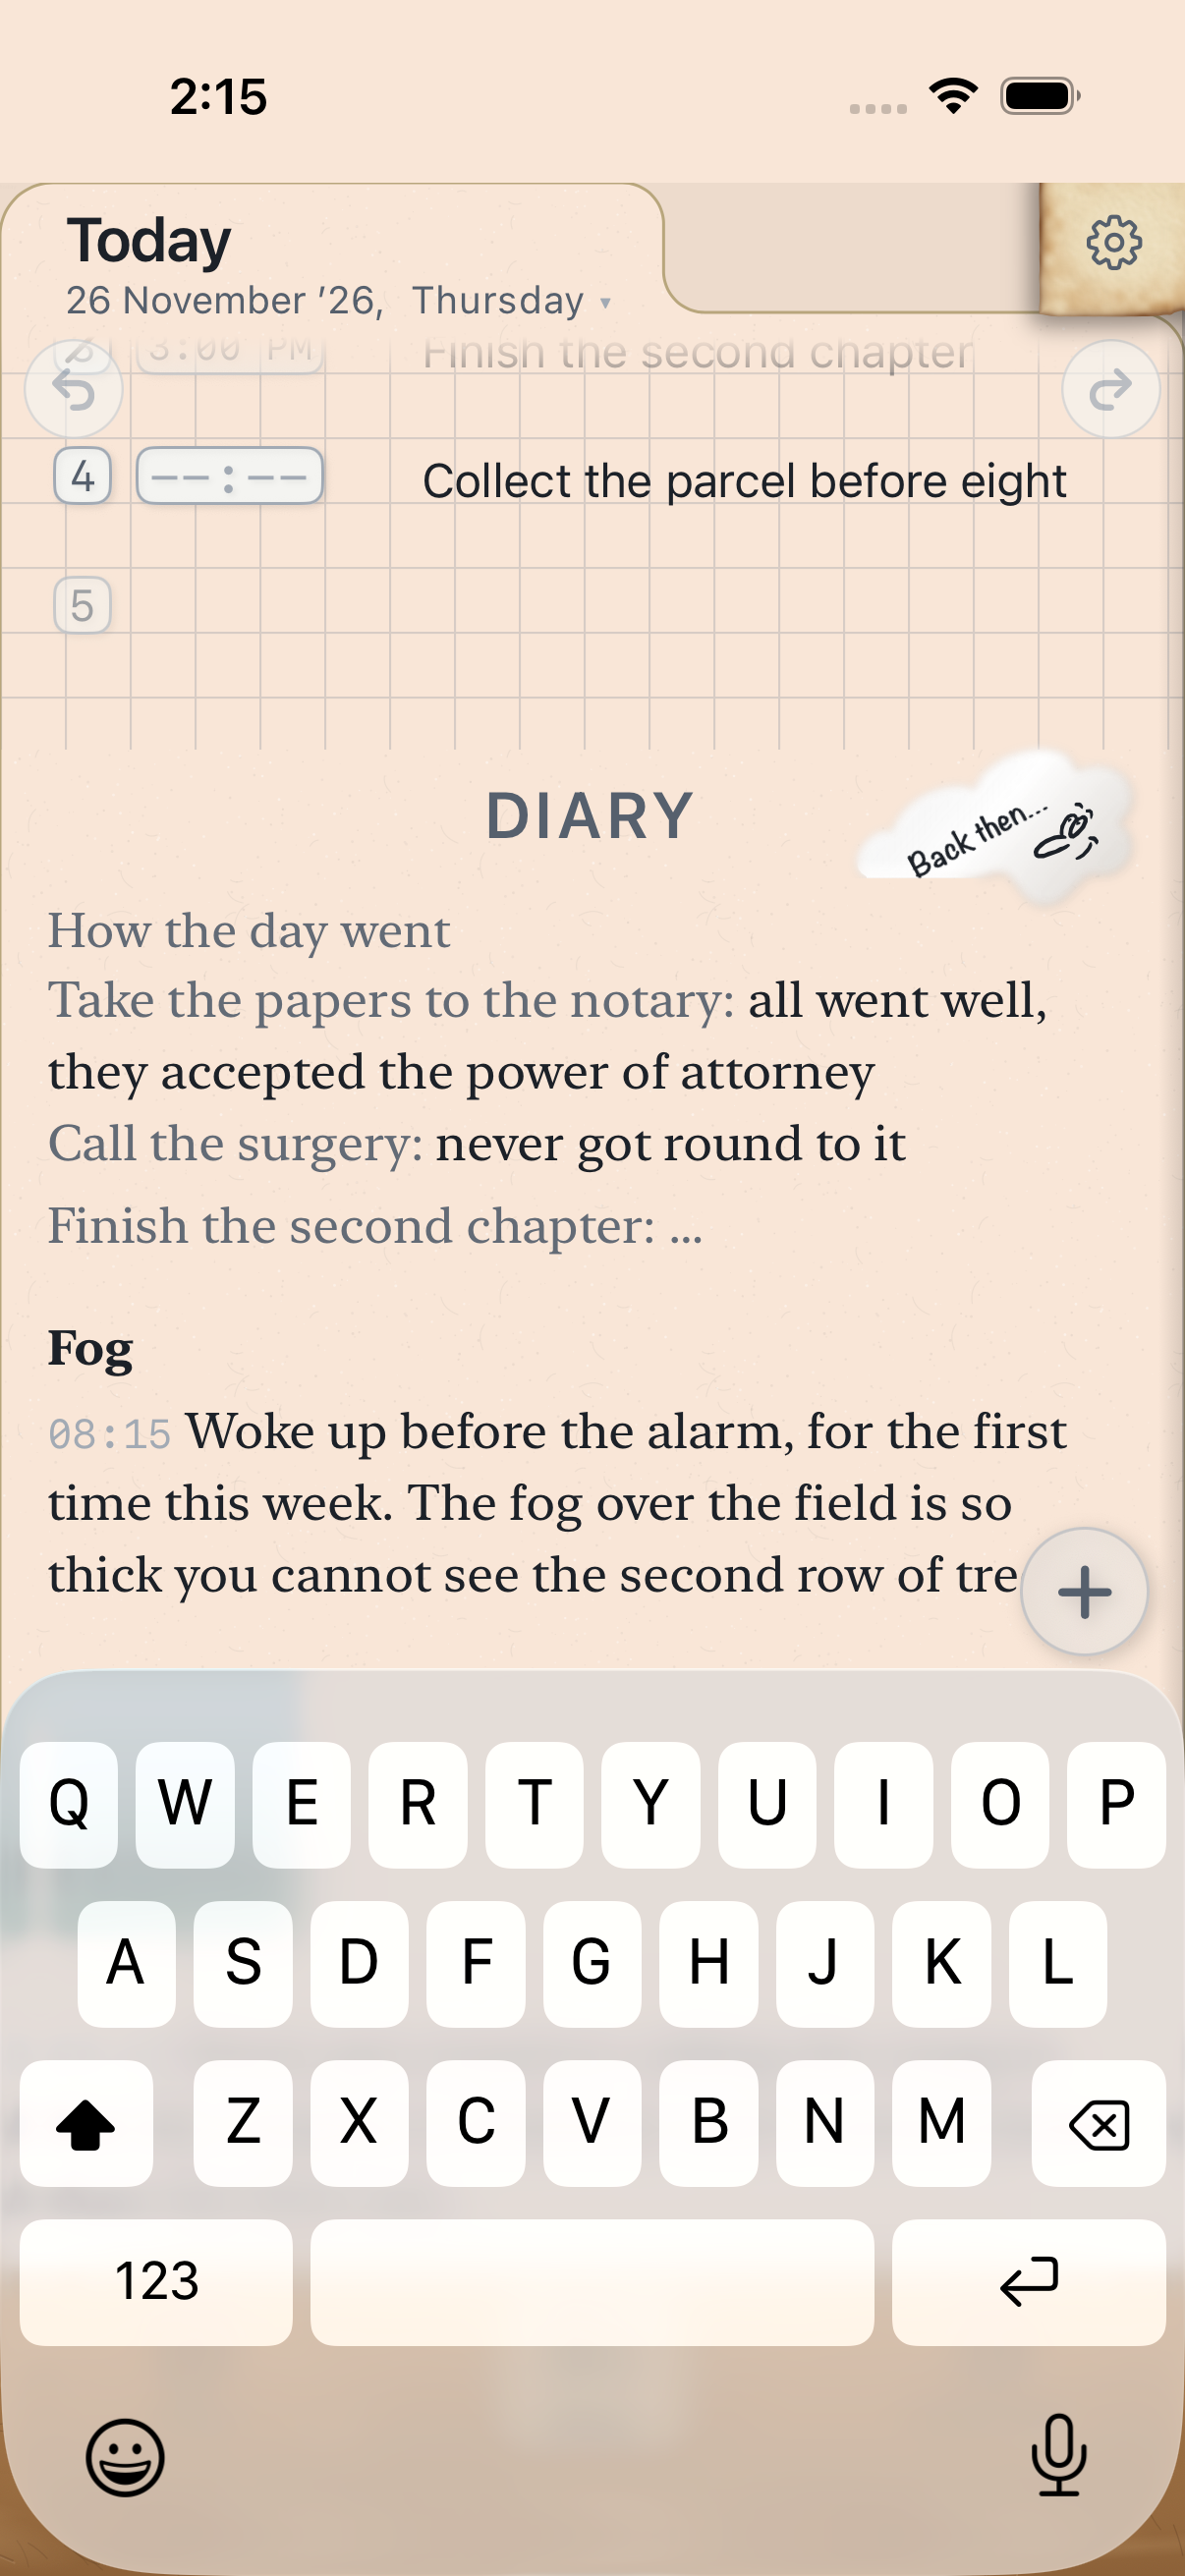 2:15
Today
26 November ’26, Thursday
3:00 PM Finish the second chapter
4 --:-- Collect the parcel before eight
5
DIARY
Back then...
How the day went
Take the papers to the notary: all went well,
they accepted the power of attorney
Call the surgery: never got round to it
Finish the second chapter: ...
Fog
08:15 Woke up before the alarm, for the first
time this week. The fog over the field is so
thick you cannot see the second row of tre
Q W E R T Y U I O P
A S D F G H J K L
Z X C V B N M
123